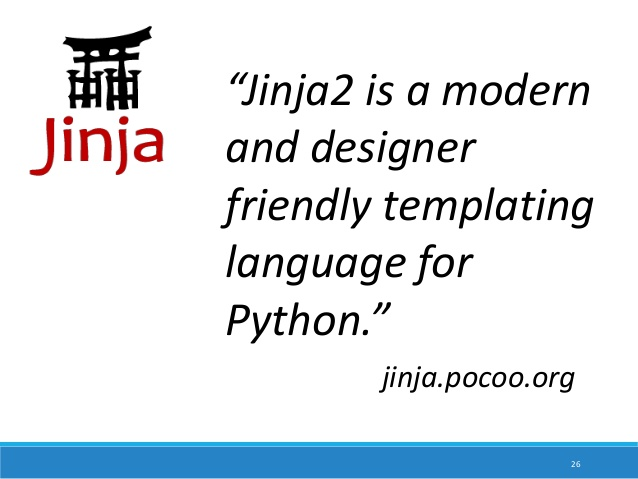 Jinja
“Jinja2 is a modern
and designer
friendly templating
language for
Python.”
jinja.pocoo.org
26